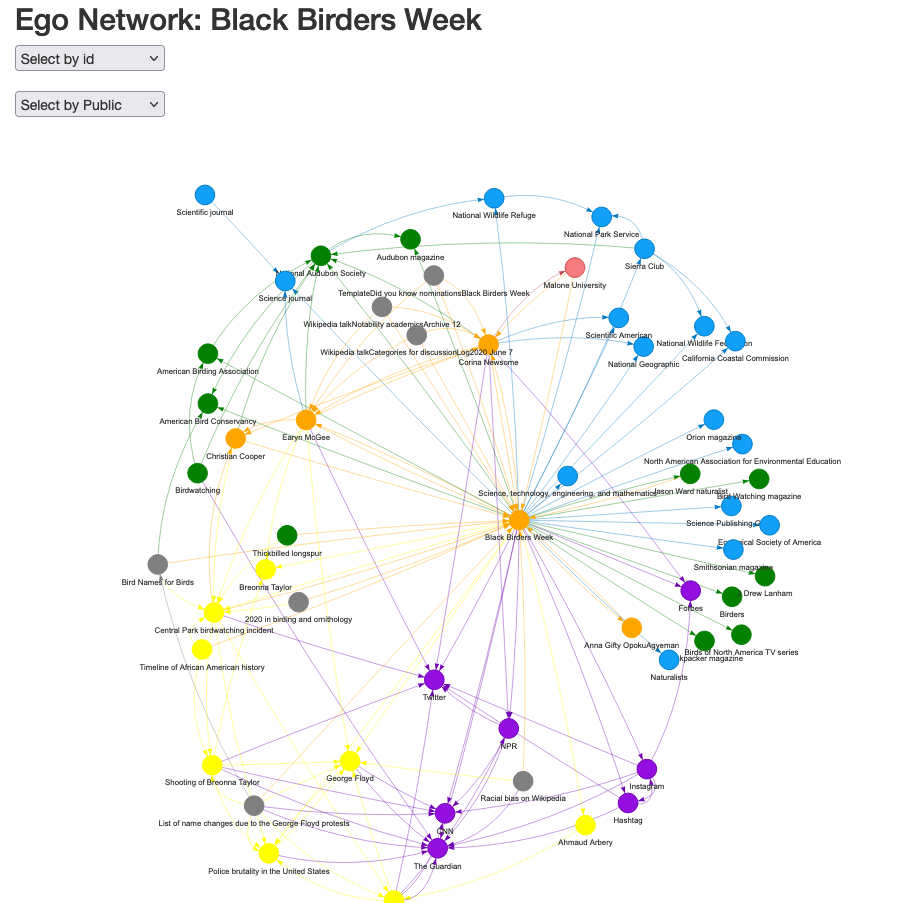 Ego Network: Black Birders Week
Select by id
Select by Public
Scientific journal
National Wildlife Refuge
National Park Service
Audubon magazine
Sierra Club
National Audubon Society
Malone University
TemplateDid you know nominationsBlack Birders Week
Science journal
Wikipedia talkNotability academicsArchive 12
Scientific American
Wikipedia talkCategories for discussionLog2020 June 7
National Wildlife
California Coastal Commission
Corina Newsome
National Geographic
American Birding Association
American Bird Conservancy
Earyn McGee
Orion magazine
Christian Cooper
North American Association for Environmental Education
Birdwatching
Science, technology, engineering, and mathematics
Jason Ward naturalist
Bird Watching magazine
Science Publishing
Black Birders Week
Society of America
Thickbilled longspur
Smithsonian magazine
Bird Names for Birds
Breonna Taylor
Drew Lanham
Forbes
Birders
2020 in birding and ornithology
Central Park birdwatching incident
Anna Gifty OpokuAgyeman
Birds of North America TV series
magazine
Timeline of African American history
Naturalists
Twitter
NPR
George Floyd
Shooting of Breonna Taylor
Instagram
Racial bias on Wikipedia
Hashtag
List of name changes due to the George Floyd protests
CNN
Ahmaud Arbery
The Guardian
Police brutality in the United States